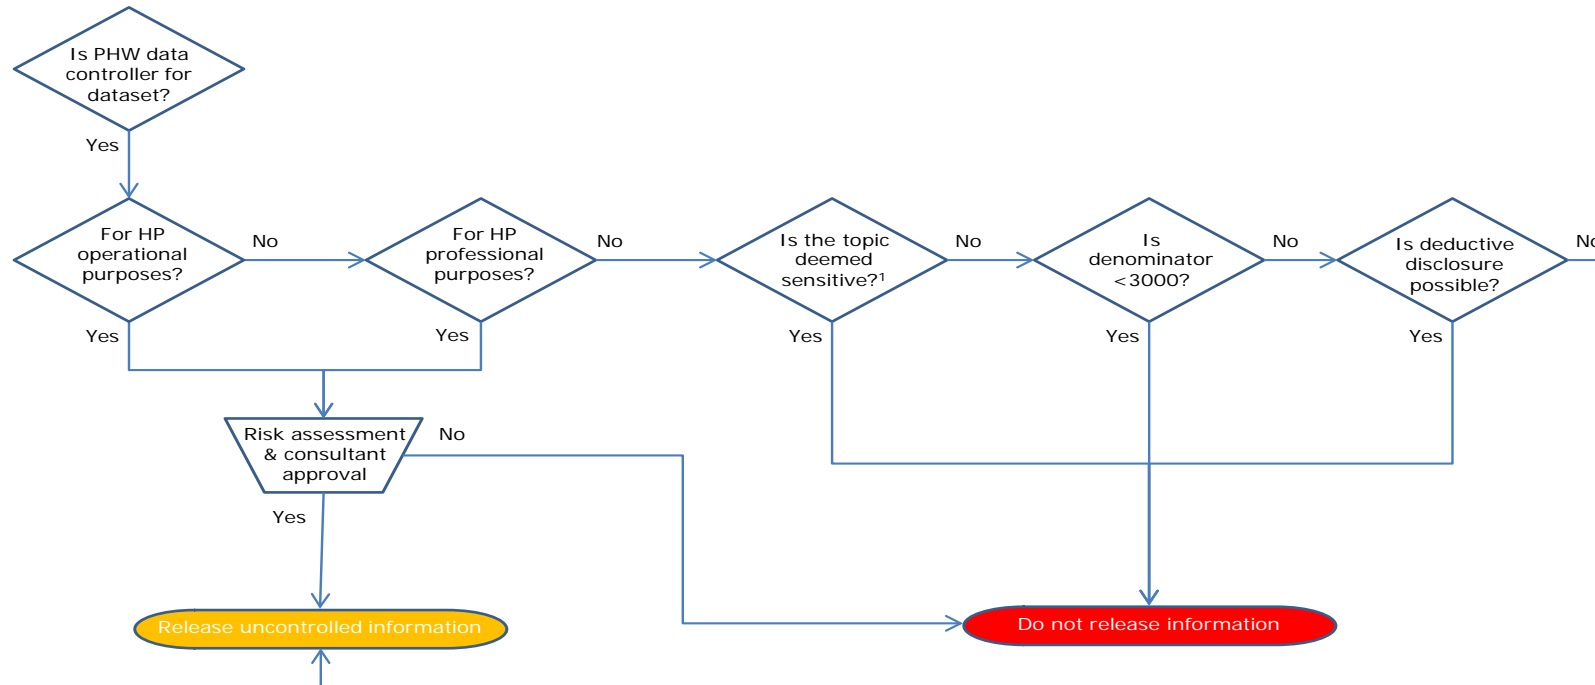 Is PHW data
controller for
dataset?
Yes
For HP
operational
purposes?
No
For HP
professional
purposes?
No
Is the topic
deemed
sensitive?¹
No
Is
denominator
<3000?
No
Is deductive
disclosure
possible?
No
Yes
Yes
Yes
Yes
Yes
Risk assessment
& consultant
approval
No
Yes
Release uncontrolled information
Do not release information